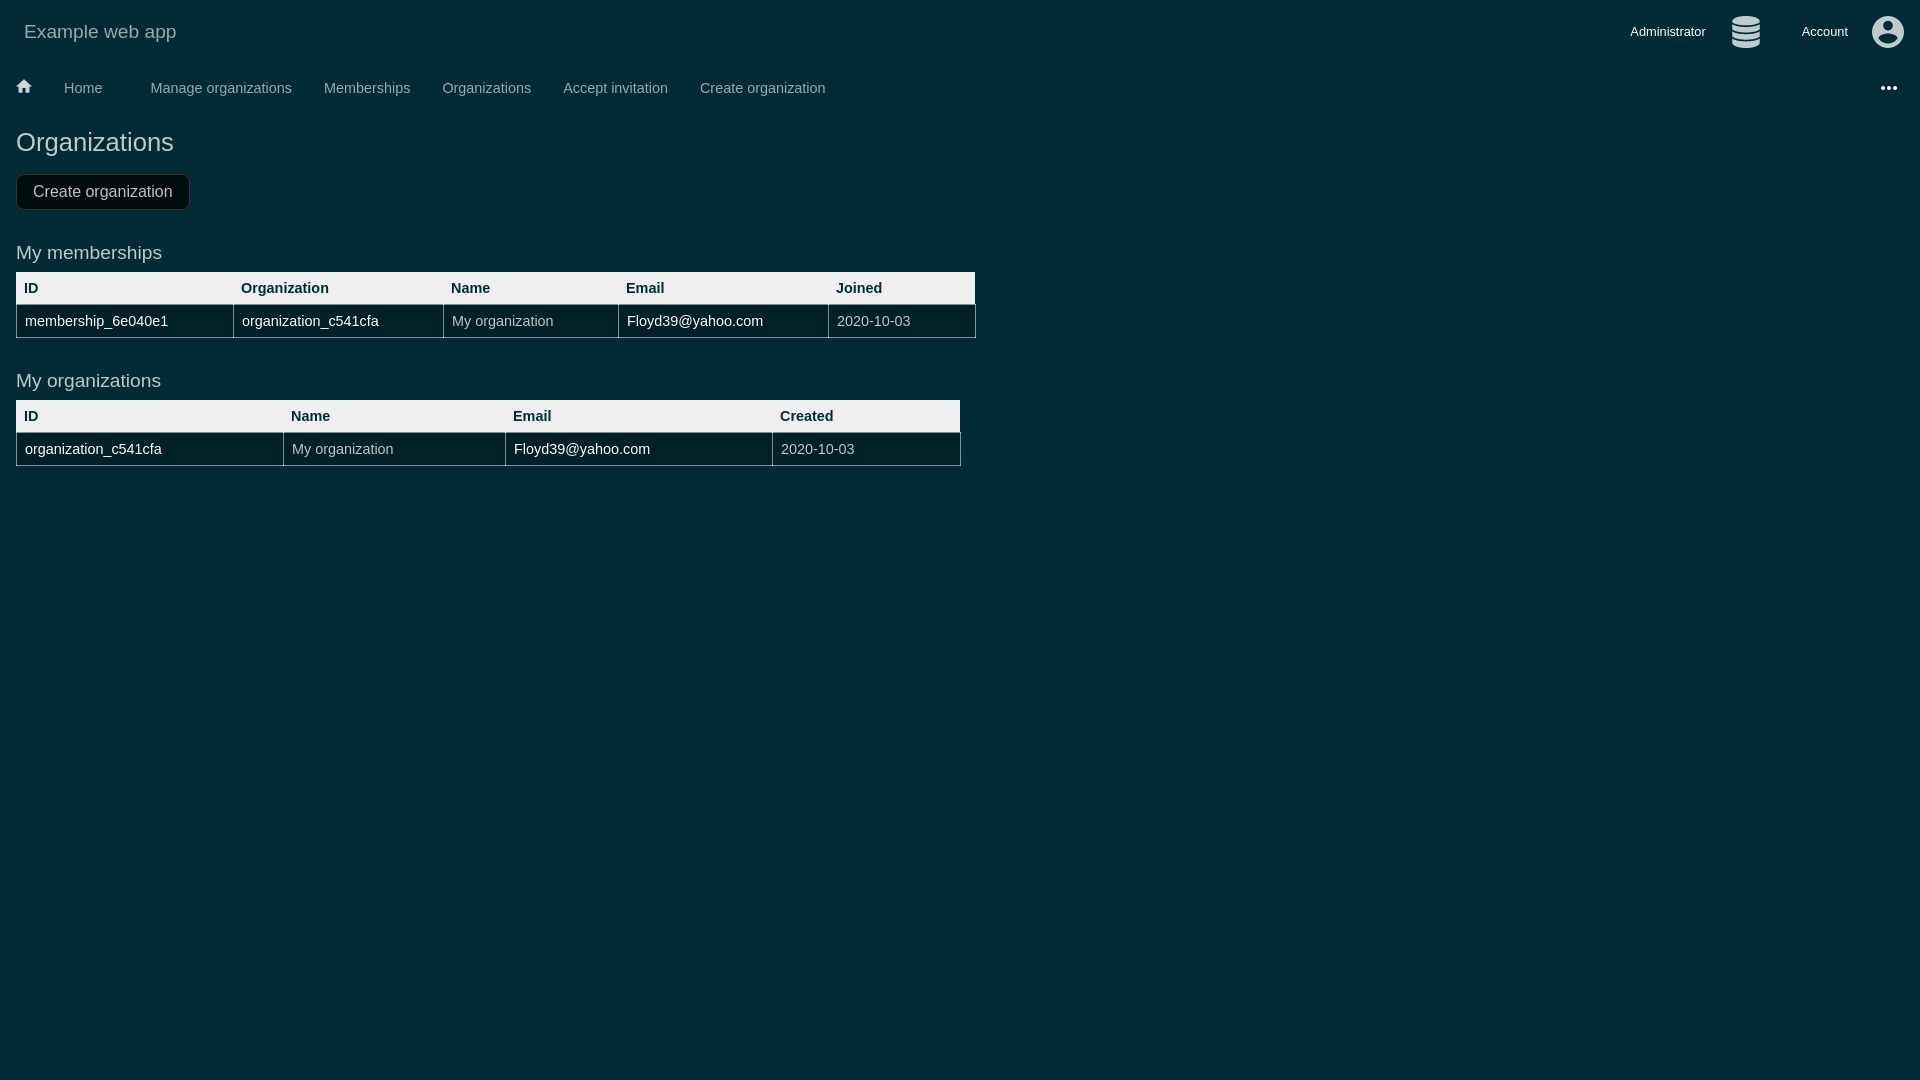 Example web app
Administrator
Account
Home
Manage organizations
Memberships
Organizations
Accept invitation
Create organization
Organizations
Create organization
My memberships
ID Organization Name Email Joined
membership_6e040e1 organization_c541cfa My organization Floyd39@yahoo.com 2020-10-03
My organizations
ID Name Email Created
organization_c541cfa My organization Floyd39@yahoo.com 2020-10-03